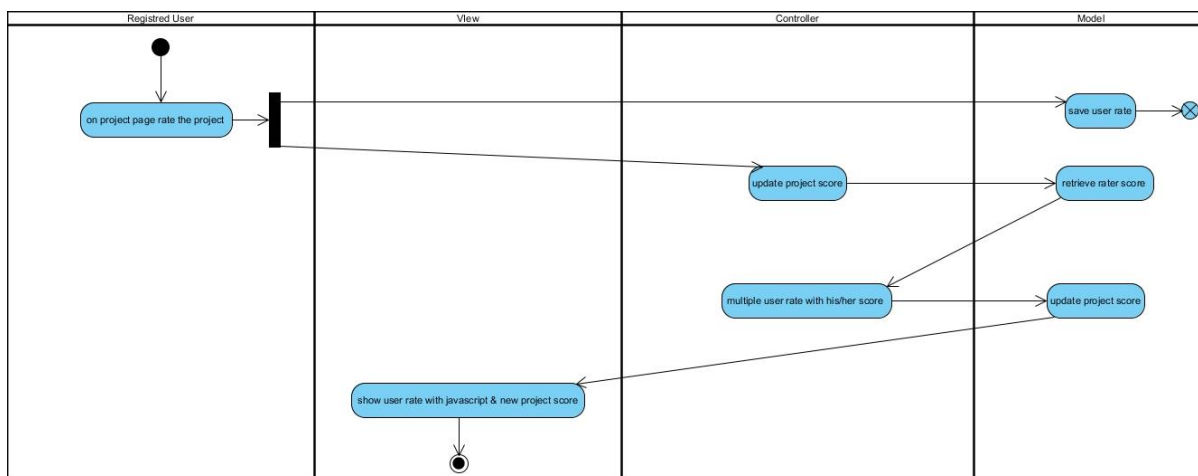 Registred User
VIew
Controller
Model
on project page rate the project
save user rate
update project score
retrieve rater score
multiple user rate with his/her score
update project score
show user rate with javascript & new project score